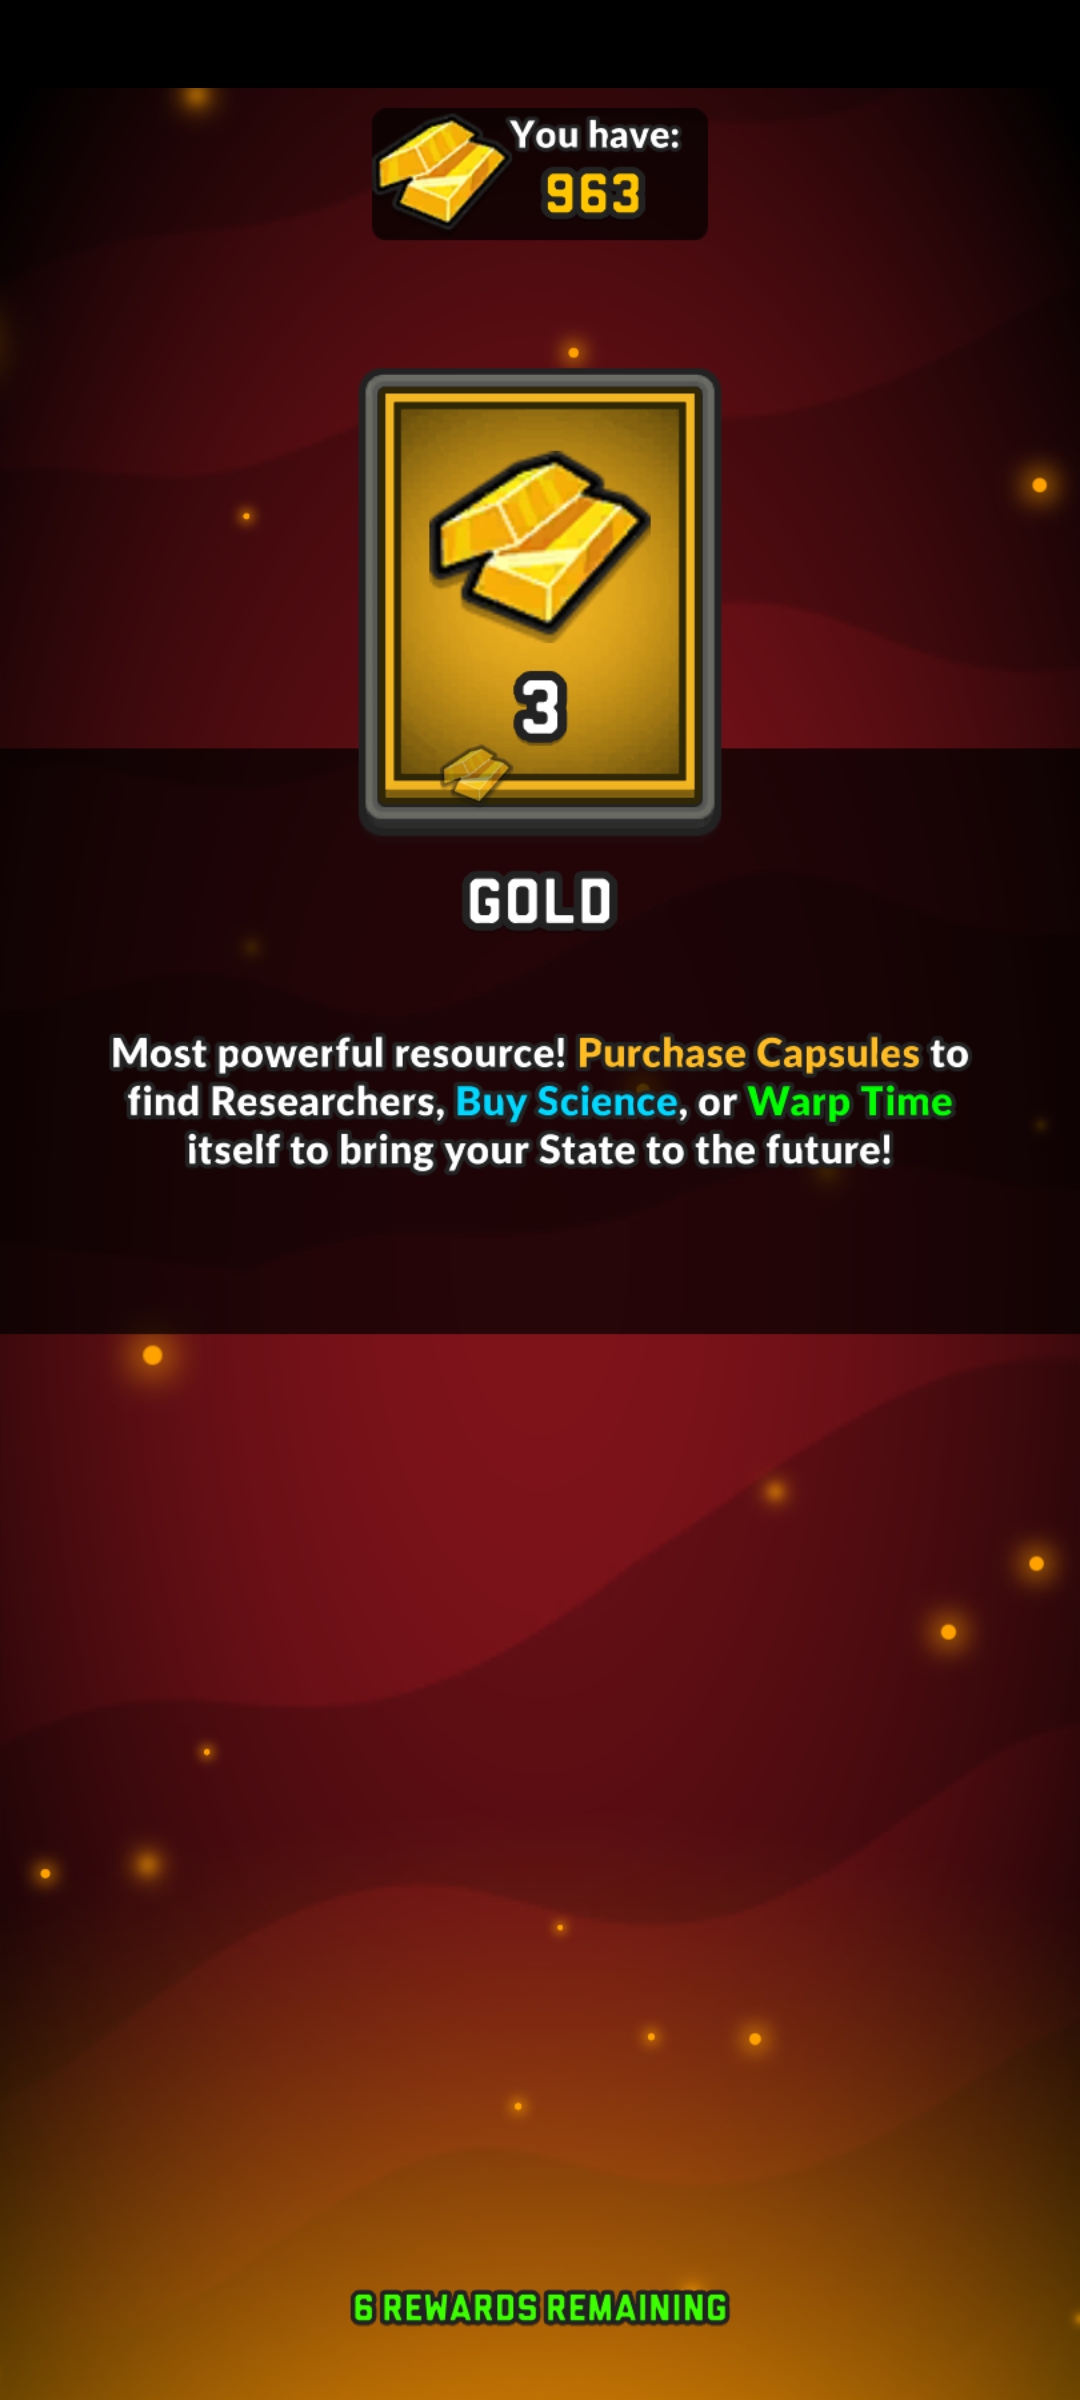 You have:
963
3
GOLD
Most powerful resource! Purchase Capsules to
find Researchers, Buy Science, or Warp Time
itself to bring your State to the future!
6 REWARDS REMAINING